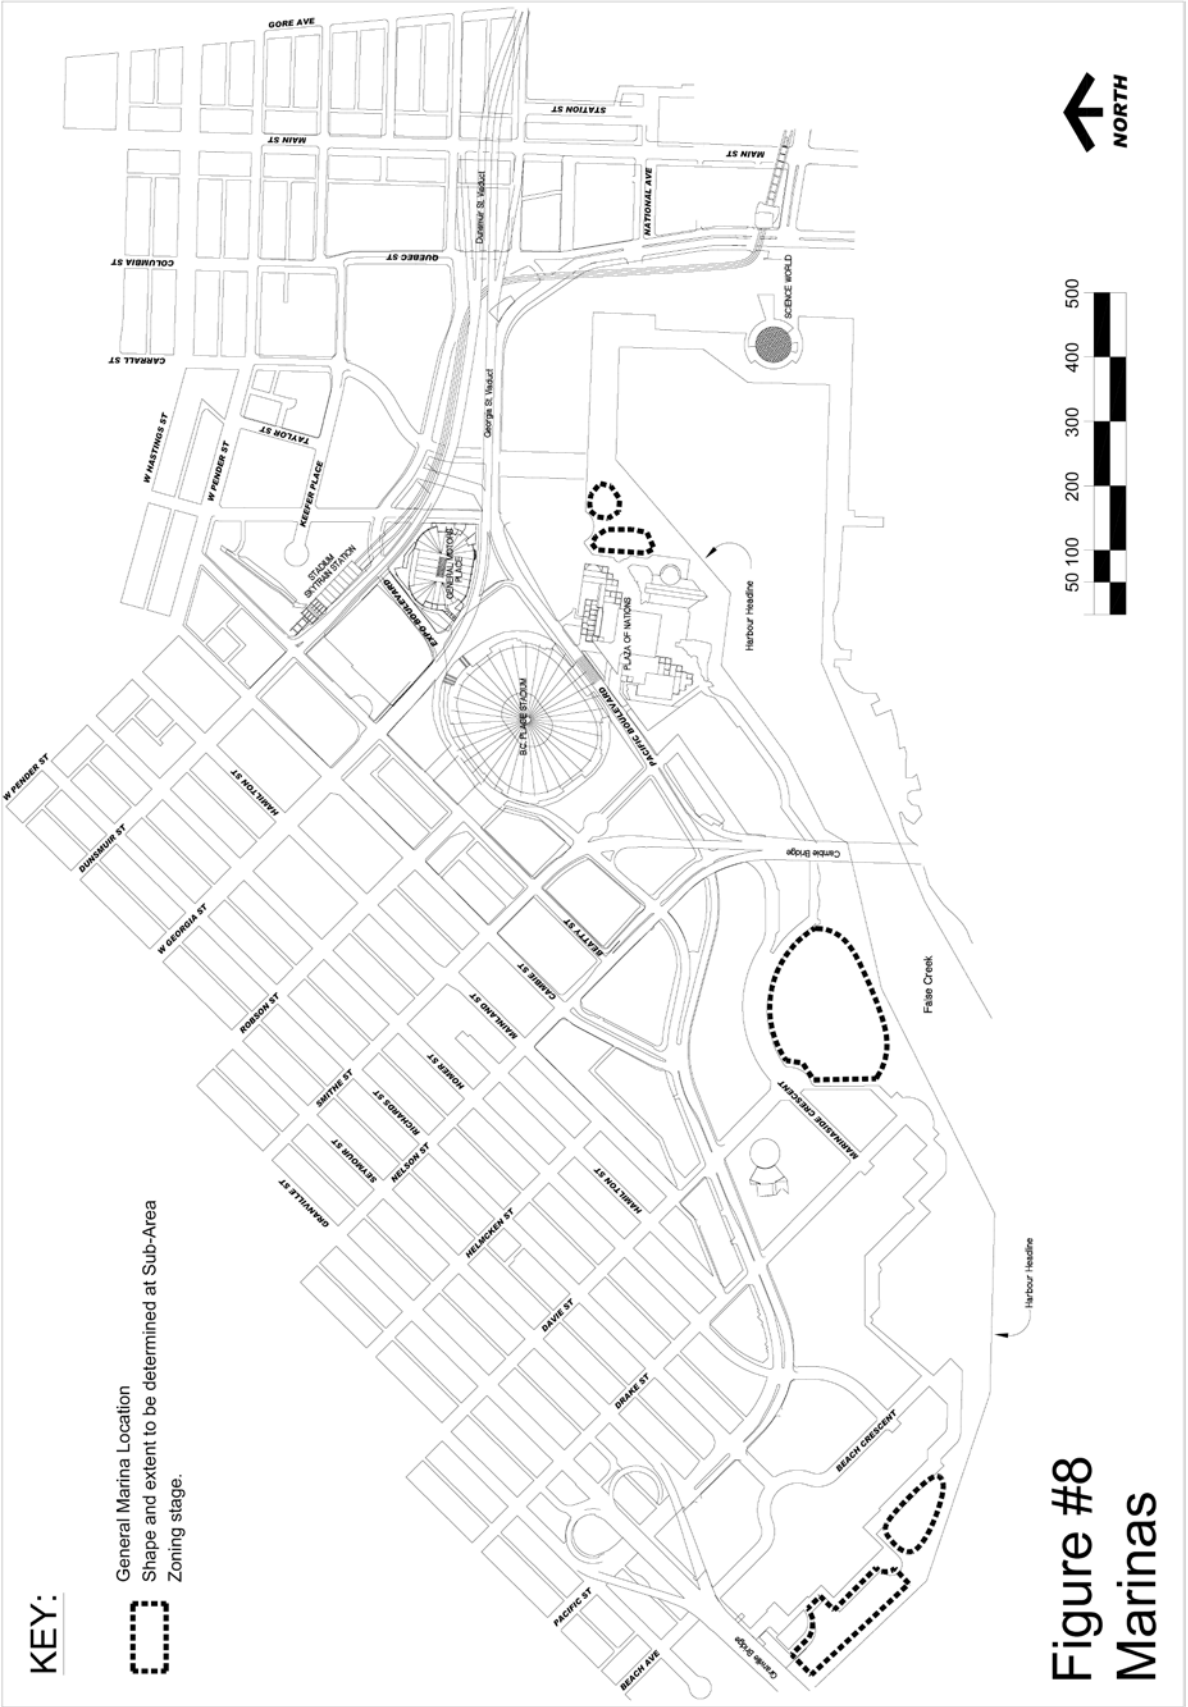 KEY:
General Marina Location
Shape and extent to be determined at Sub-Area
Zoning stage.
Figure #8
Marinas
NORTH
50 100 200 300 400 500
GORE AVE
STATION ST
MAIN ST
MAIN ST
NATIONAL AVE
Dunsmuir St. Viaduct
COLUMBIA ST
QUEBEC ST
SCIENCE WORLD
CARRALL ST
Georgia St. Viaduct
W HASTINGS ST
TAYLOR ST
W PENDER ST
KEEFER PLACE
STADIUM
SKYTRAIN STATION
GENERAL MOTORS
PLACE
EXPO BOULEVARD
Harbour Headline
PLAZA OF NATIONS
B.C. PLACE STADIUM
PACIFIC BOULEVARD
W PENDER ST
HAMILTON ST
DUNSMUIR ST
Cambie Bridge
W GEORGIA ST
BEATTY ST
CAMBIE ST
False Creek
ROBSON ST
MAINLAND ST
HOMER ST
SMITHE ST
RICHARDS ST
MARINASIDE CRESCENT
SEYMOUR ST
NELSON ST
GRANVILLE ST
HAMILTON ST
HELMCKEN ST
Harbour Headline
DAVIE ST
DRAKE ST
BEACH CRESCENT
PACIFIC ST
Granville Bridge
BEACH AVE